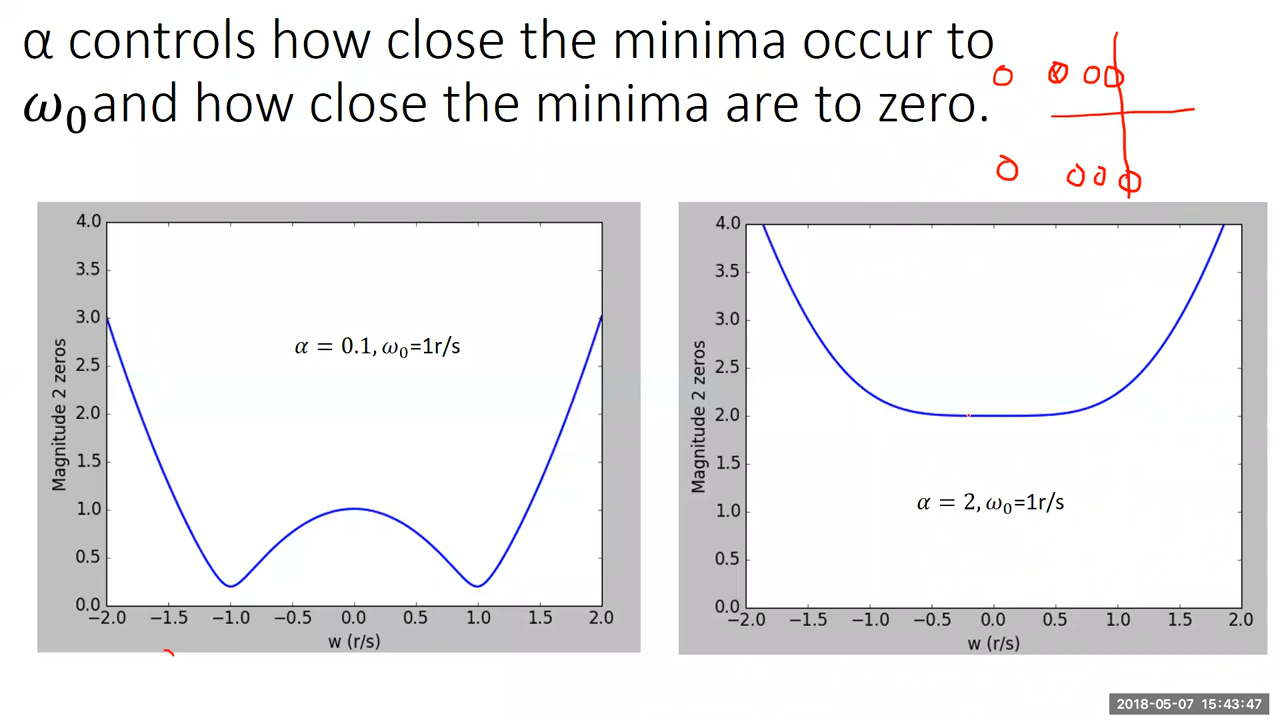 α controls how close the minima occur to
ω₀ and how close the minima are to zero.
4.0
3.5
3.0
2.5
2.0
1.5
1.0
0.5
0.0
Magnitude 2 zeros
α = 0.1, ω₀=1r/s
−2.0 −1.5 −1.0 −0.5 0.0 0.5 1.0 1.5 2.0
w (r/s)
4.0
3.5
3.0
2.5
2.0
1.5
1.0
0.5
0.0
Magnitude 2 zeros
α = 2, ω₀=1r/s
−2.0 −1.5 −1.0 −0.5 0.0 0.5 1.0 1.5 2.0
w (r/s)
2018-05-07 15:43:47